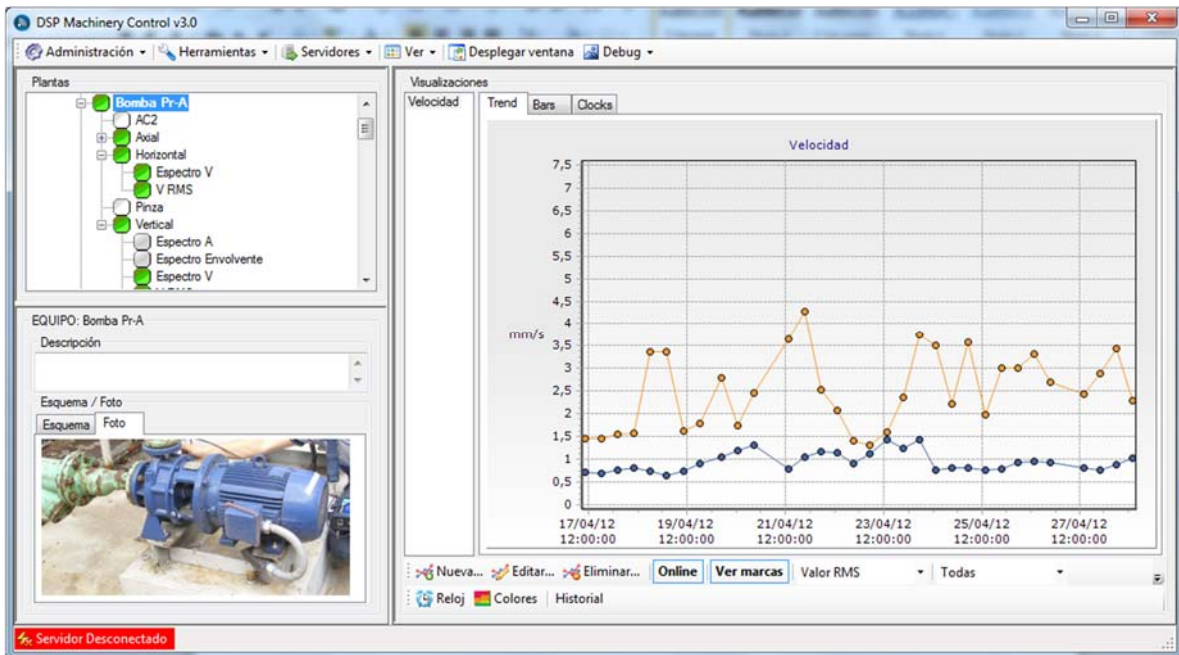 DSP Machinery Control v3.0
Administración Herramientas Servidores Ver Desplegar ventana Debug
Plantas
Bomba Pr-A
AC2
Axial
Horizontal
Espectro V
V RMS
Pinza
Vertical
Espectro A
Espectro Envolvente
Espectro V
EQUIPO: Bomba Pr-A
Descripción
Esquema / Foto
Esquema Foto
Visualizaciones
Velocidad
Trend Bars Clocks
Velocidad
7,5
7
6,5
6
5,5
5
4,5
4
mm/s
3,5
3
2,5
2
1,5
1
0,5
0
17/04/12 19/04/12 21/04/12 23/04/12 25/04/12 27/04/12
12:00:00 12:00:00 12:00:00 12:00:00 12:00:00 12:00:00
Nueva... Editar... Eliminar... Online Ver marcas Valor RMS Todas
Reloj Colores Historial
Servidor Desconectado